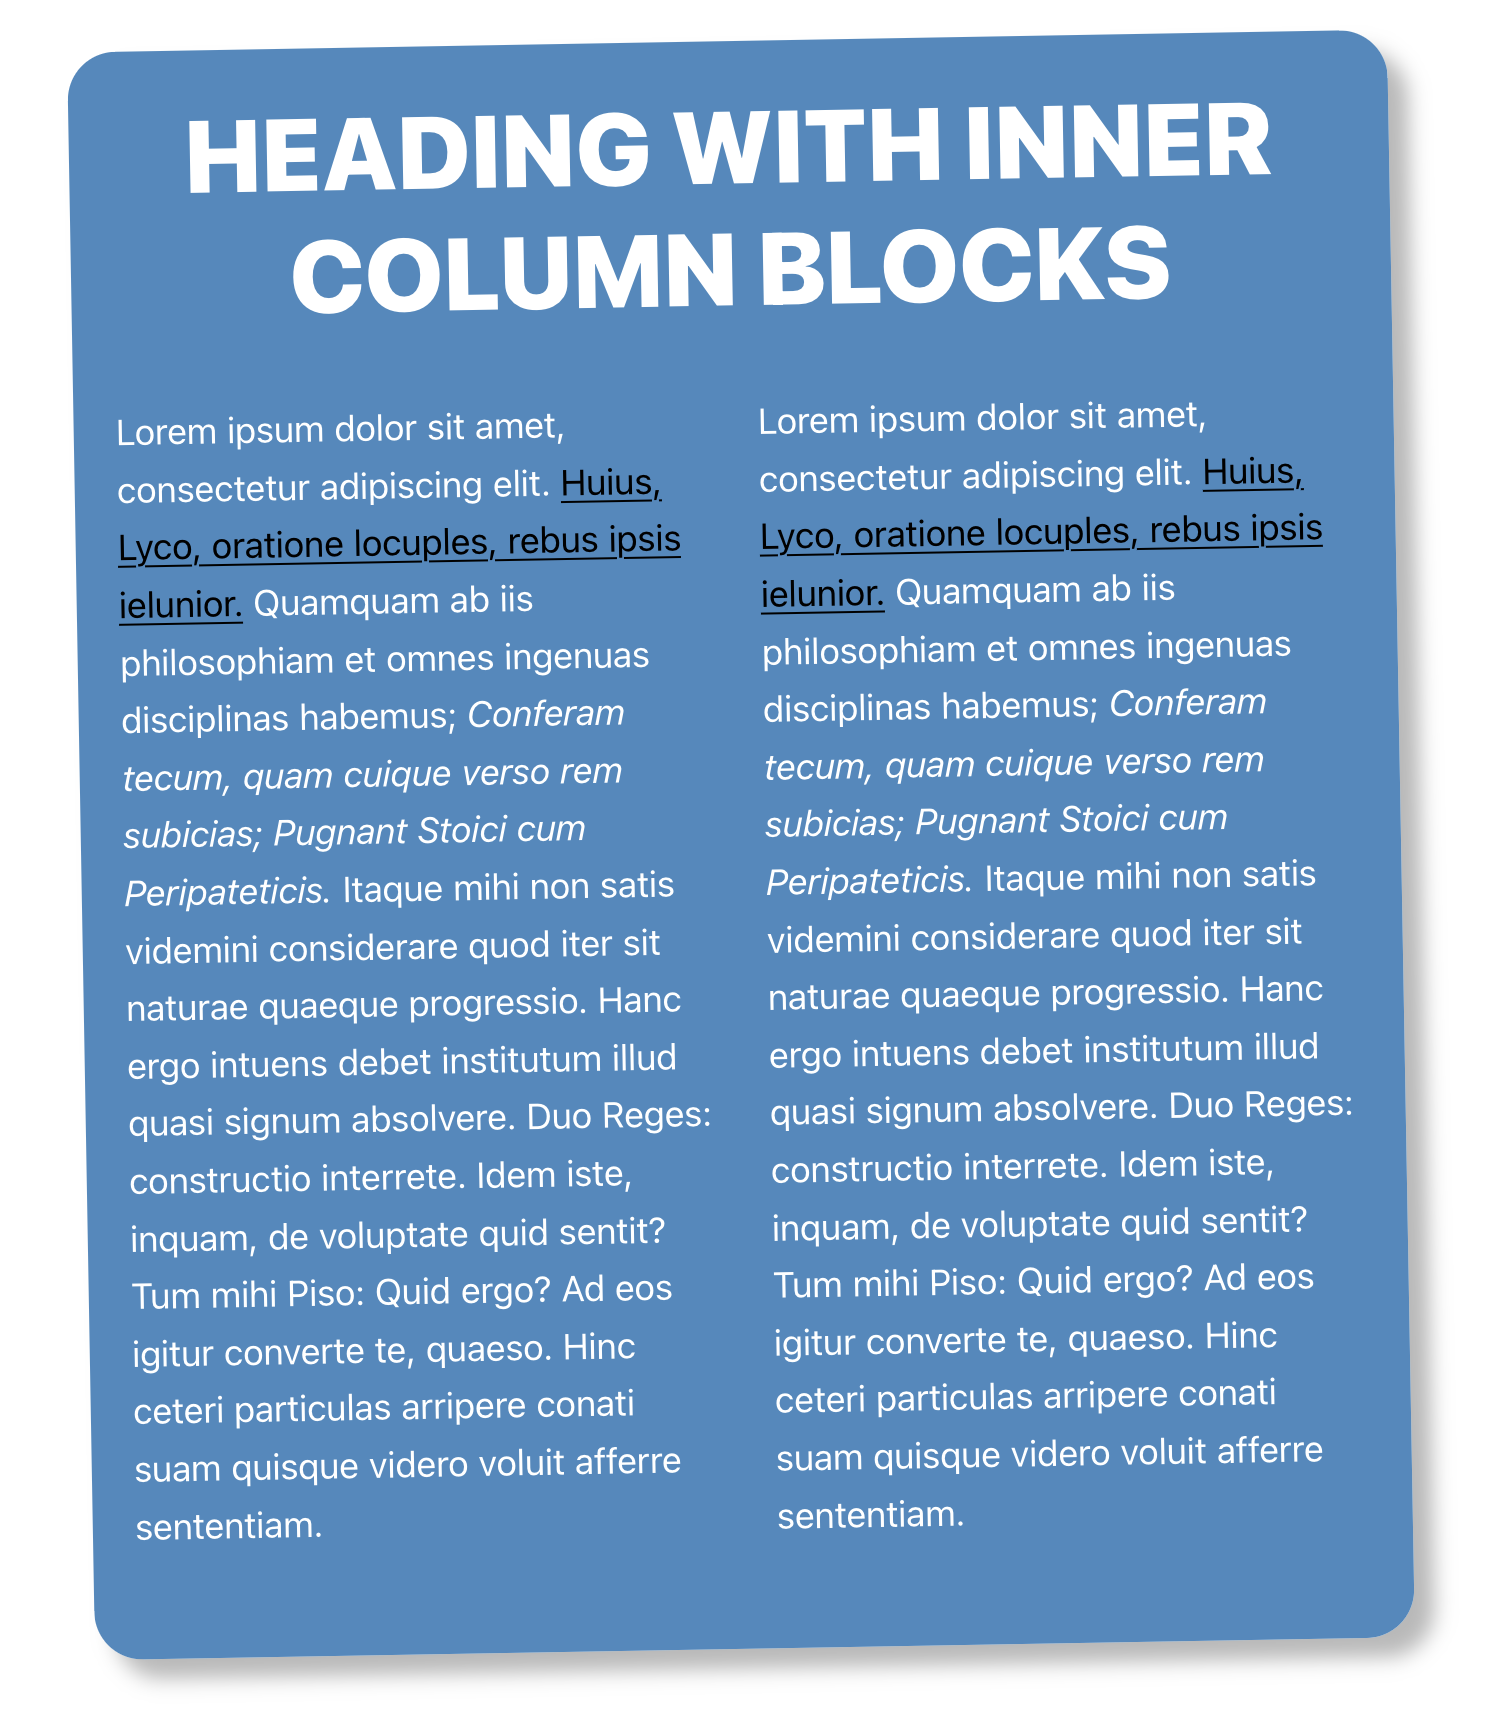 HEADING WITH INNER
COLUMN BLOCKS
Lorem ipsum dolor sit amet,
consectetur adipiscing elit. Huius,
Lyco, oratione locuples, rebus ipsis
ielunior. Quamquam ab iis
philosophiam et omnes ingenuas
disciplinas habemus; Conferam
tecum, quam cuique verso rem
subicias; Pugnant Stoici cum
Peripateticis. Itaque mihi non satis
videmini considerare quod iter sit
naturae quaeque progressio. Hanc
ergo intuens debet institutum illud
quasi signum absolvere. Duo Reges:
constructio interrete. Idem iste,
inquam, de voluptate quid sentit?
Tum mihi Piso: Quid ergo? Ad eos
igitur converte te, quaeso. Hinc
ceteri particulas arripere conati
suam quisque videro voluit afferre
sententiam.
Lorem ipsum dolor sit amet,
consectetur adipiscing elit. Huius,
Lyco, oratione locuples, rebus ipsis
ielunior. Quamquam ab iis
philosophiam et omnes ingenuas
disciplinas habemus; Conferam
tecum, quam cuique verso rem
subicias; Pugnant Stoici cum
Peripateticis. Itaque mihi non satis
videmini considerare quod iter sit
naturae quaeque progressio. Hanc
ergo intuens debet institutum illud
quasi signum absolvere. Duo Reges:
constructio interrete. Idem iste,
inquam, de voluptate quid sentit?
Tum mihi Piso: Quid ergo? Ad eos
igitur converte te, quaeso. Hinc
ceteri particulas arripere conati
suam quisque videro voluit afferre
sententiam.